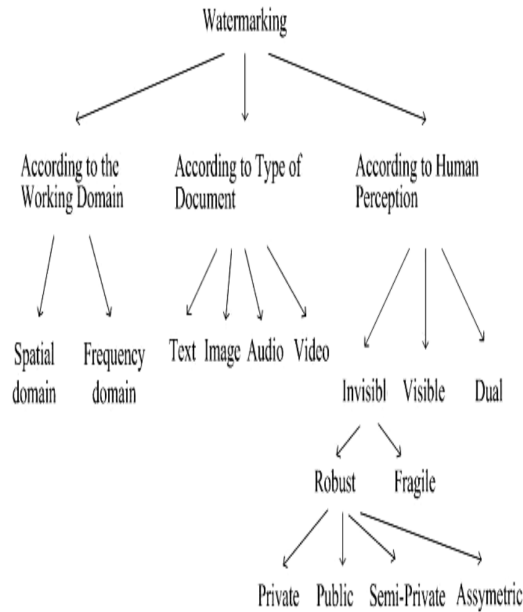 Watermarking
According to the
Working Domain
According to Type of
Document
According to Human
Perception
Spatial
domain
Frequency
domain
Text Image Audio Video
Invisibl Visible Dual
Robust Fragile
Private Public Semi-Private Assymetric